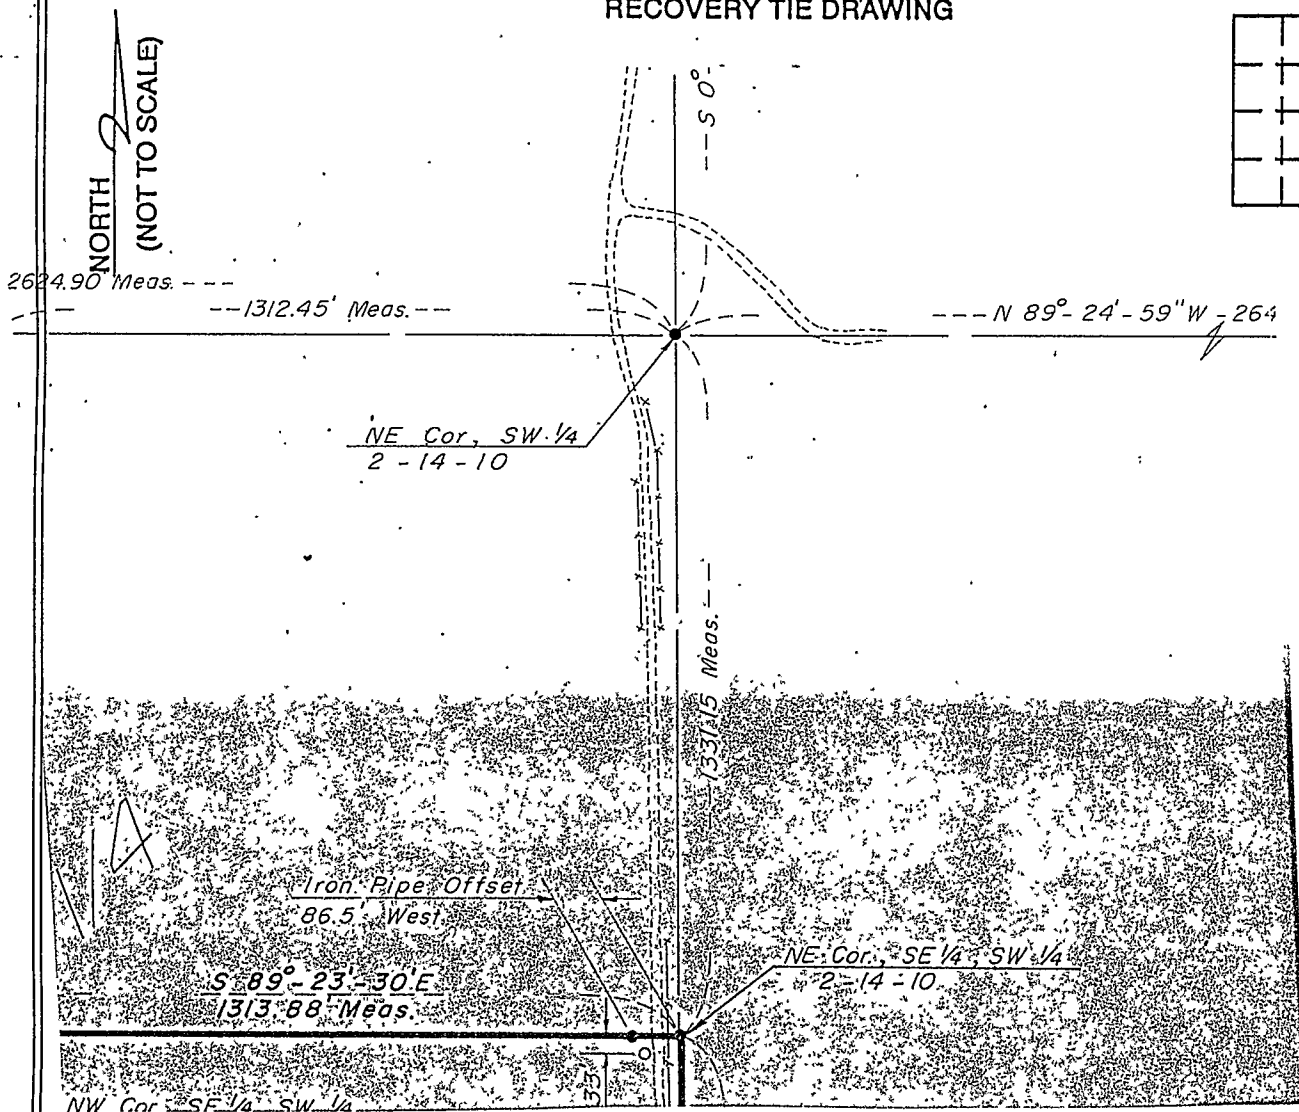 RECOVERY TIE DRAWING
NORTH
(NOT TO SCALE)
S 0°
2624.90 Meas.
1312.45' Meas.
N 89°-24'-59"W - 264
NE Cor, SW 1/4
2-14-10
1331.15 Meas.
Iron Pipe Offset
86.5' West
NE Cor., SE 1/4, SW 1/4
2-14-10
S 89°-23'-30'E
1313.88' Meas.
33'
NW Cor. SE 1/4 SW 1/4